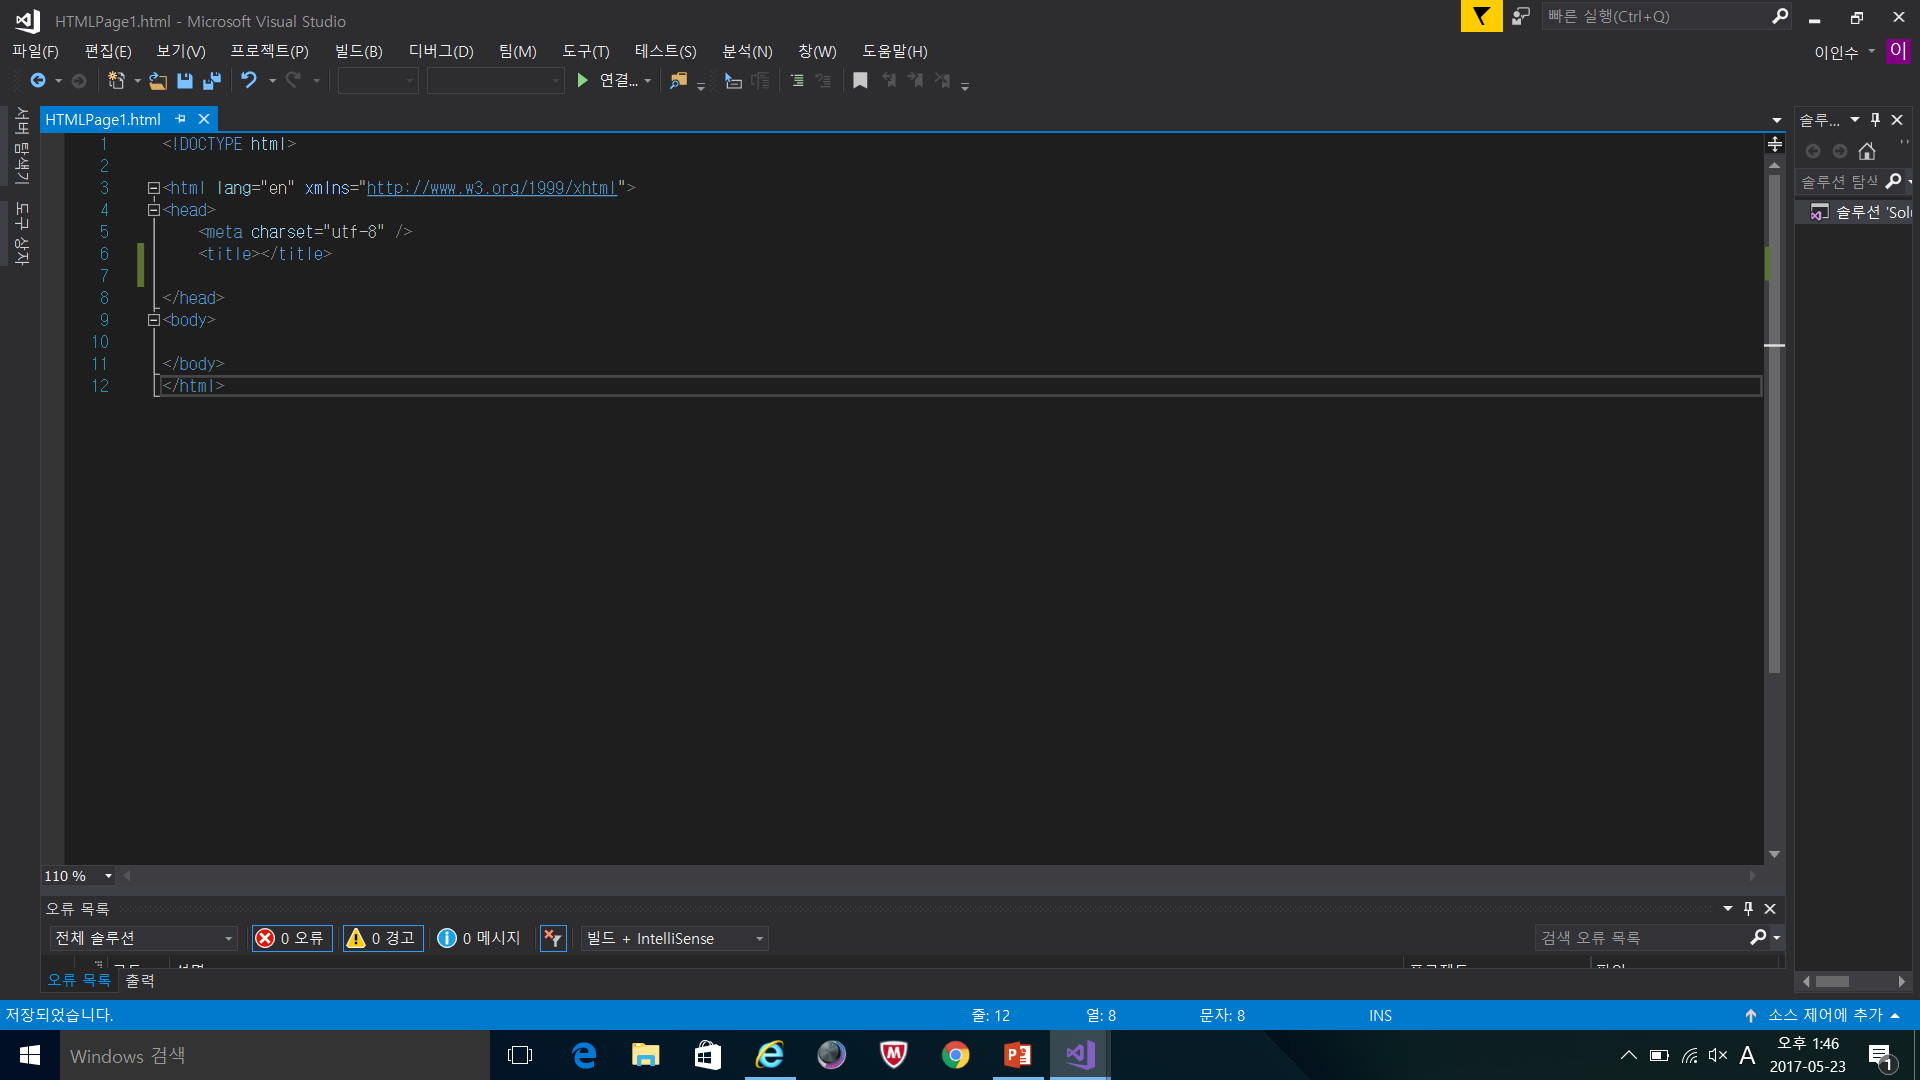 HTMLPage1.html - Microsoft Visual Studio
빠른 실행(Ctrl+Q)
파일(F) 편집(E) 보기(V) 프로젝트(P) 빌드(B) 디버그(D) 팀(M) 도구(T) 테스트(S) 분석(N) 창(W) 도움말(H)
이인수 이
연결...
서버 탐색기
도구 상자
HTMLPage1.html
1 <!DOCTYPE html>
2
3 <html lang="en" xmlns="http://www.w3.org/1999/xhtml">
4 <head>
5 <meta charset="utf-8" />
6 <title></title>
7
8 </head>
9 <body>
10
11 </body>
12 </html>
솔루...
솔루션 탐색
솔루션 'Solu
110 %
오류 목록
전체 솔루션 0 오류 0 경고 0 메시지 빌드 + IntelliSense 검색 오류 목록
오류 목록 출력
저장되었습니다. 줄: 12 열: 8 문자: 8 INS 소스 제어에 추가
Windows 검색
A
오후 1:46
2017-05-23
1